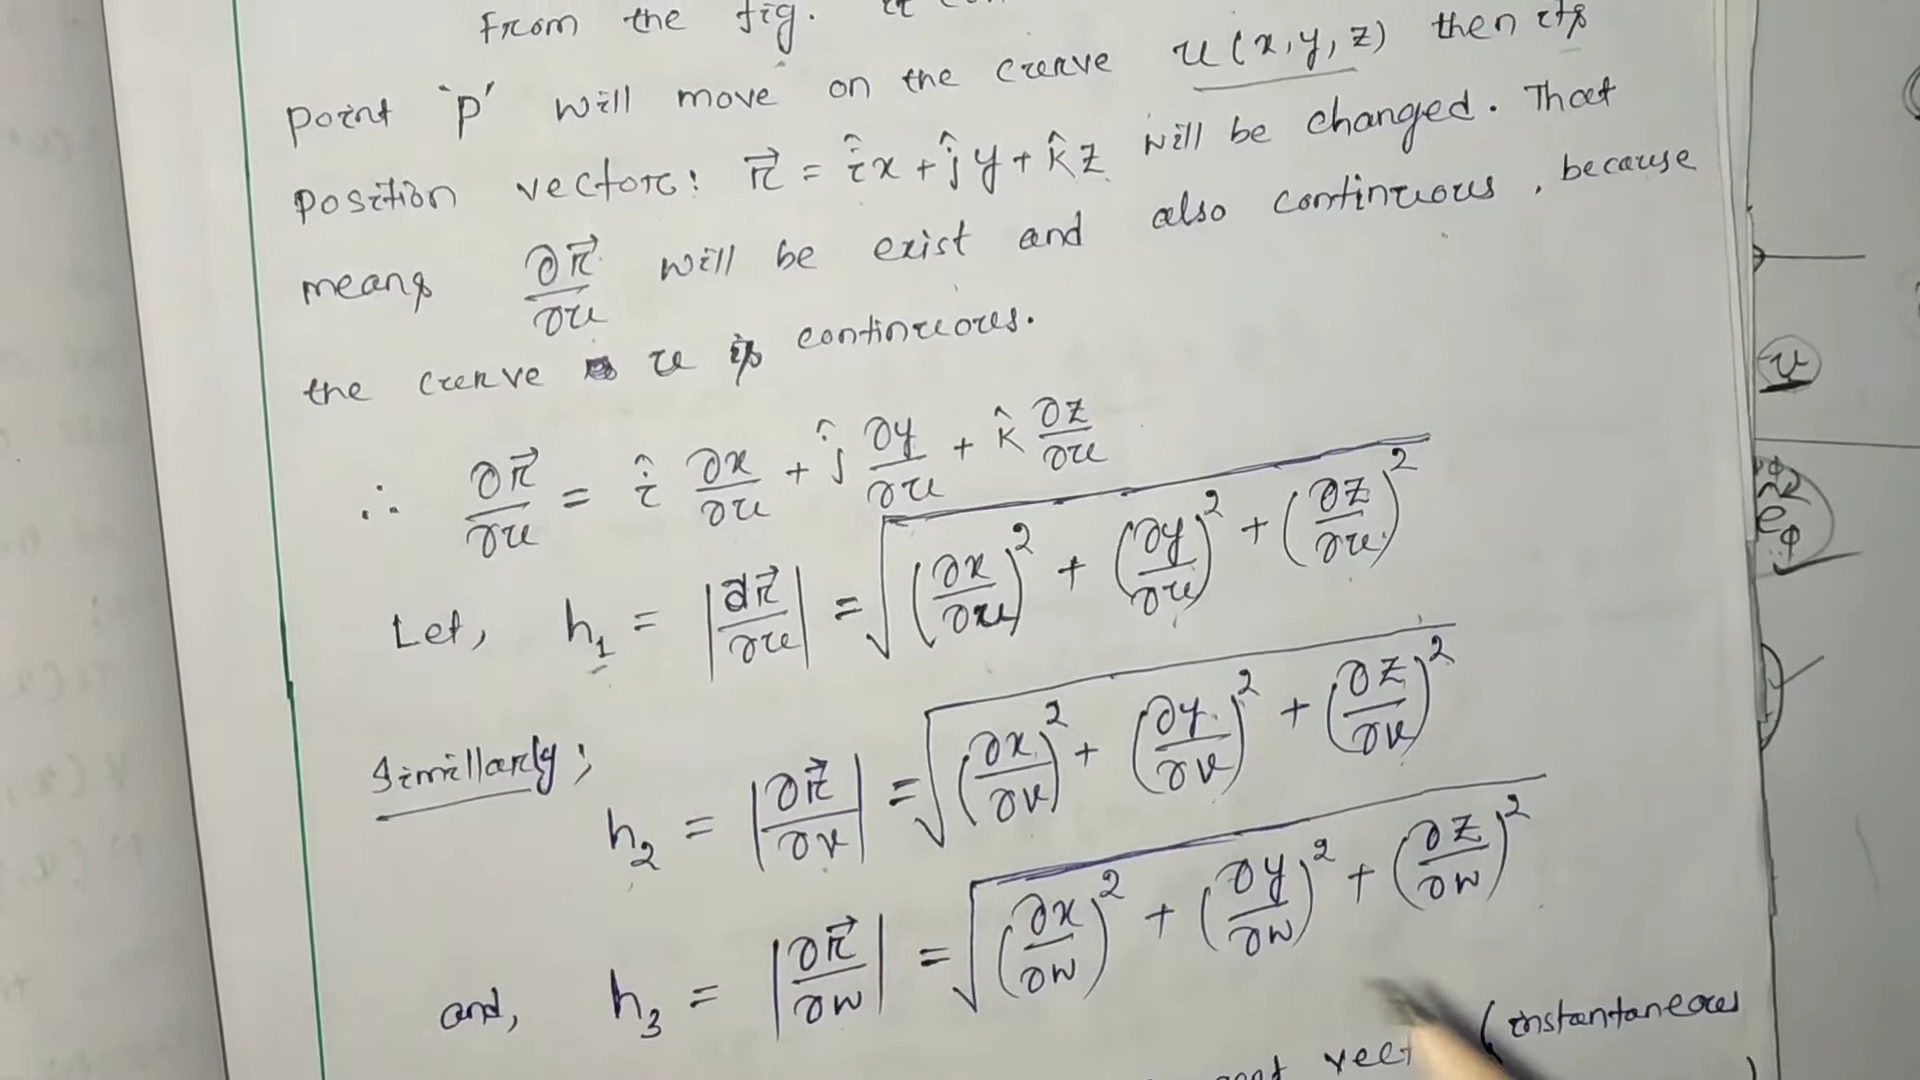 From the fig. it
point 'P' will move on the curve u(x,y,z) then its
position vector: r⃗ = îx + ĵy + k̂z will be changed. That
means ∂r⃗/∂u will be exist and also continuous, because
the curve u is continuous.
∴ ∂r⃗/∂u = î ∂x/∂u + ĵ ∂y/∂u + k̂ ∂z/∂u
Let, h₁ = |∂r⃗/∂u| = √((∂x/∂u)² + (∂y/∂u)² + (∂z/∂u)²)
Simillarly; h₂ = |∂r⃗/∂v| = √((∂x/∂v)² + (∂y/∂v)² + (∂z/∂v)²)
and, h₃ = |∂r⃗/∂w| = √((∂x/∂w)² + (∂y/∂w)² + (∂z/∂w)²)
(instantaneous